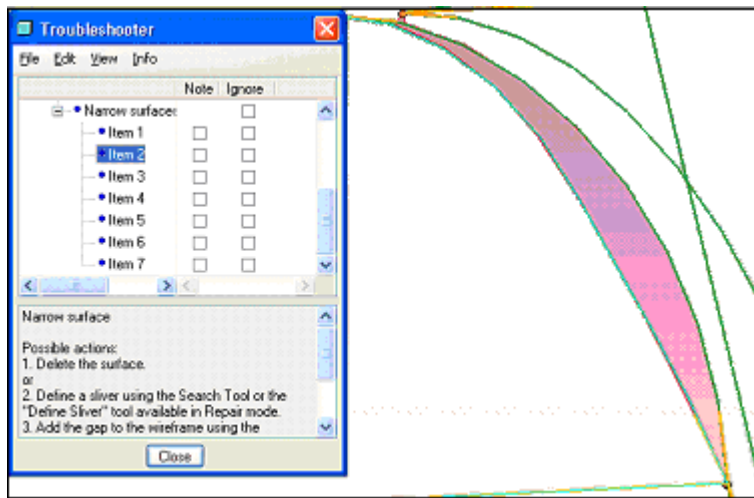 Troubleshooter
File Edit View Info
Note Ignore
Narrow surfaces
Item 1
Item 2
Item 3
Item 4
Item 5
Item 6
Item 7
Narrow surface
Possible actions:
1. Delete the surface.
or
2. Define a sliver using the Search Tool or the
"Define Sliver" tool available in Repair mode.
3. Add the gap to the wireframe using the
Close